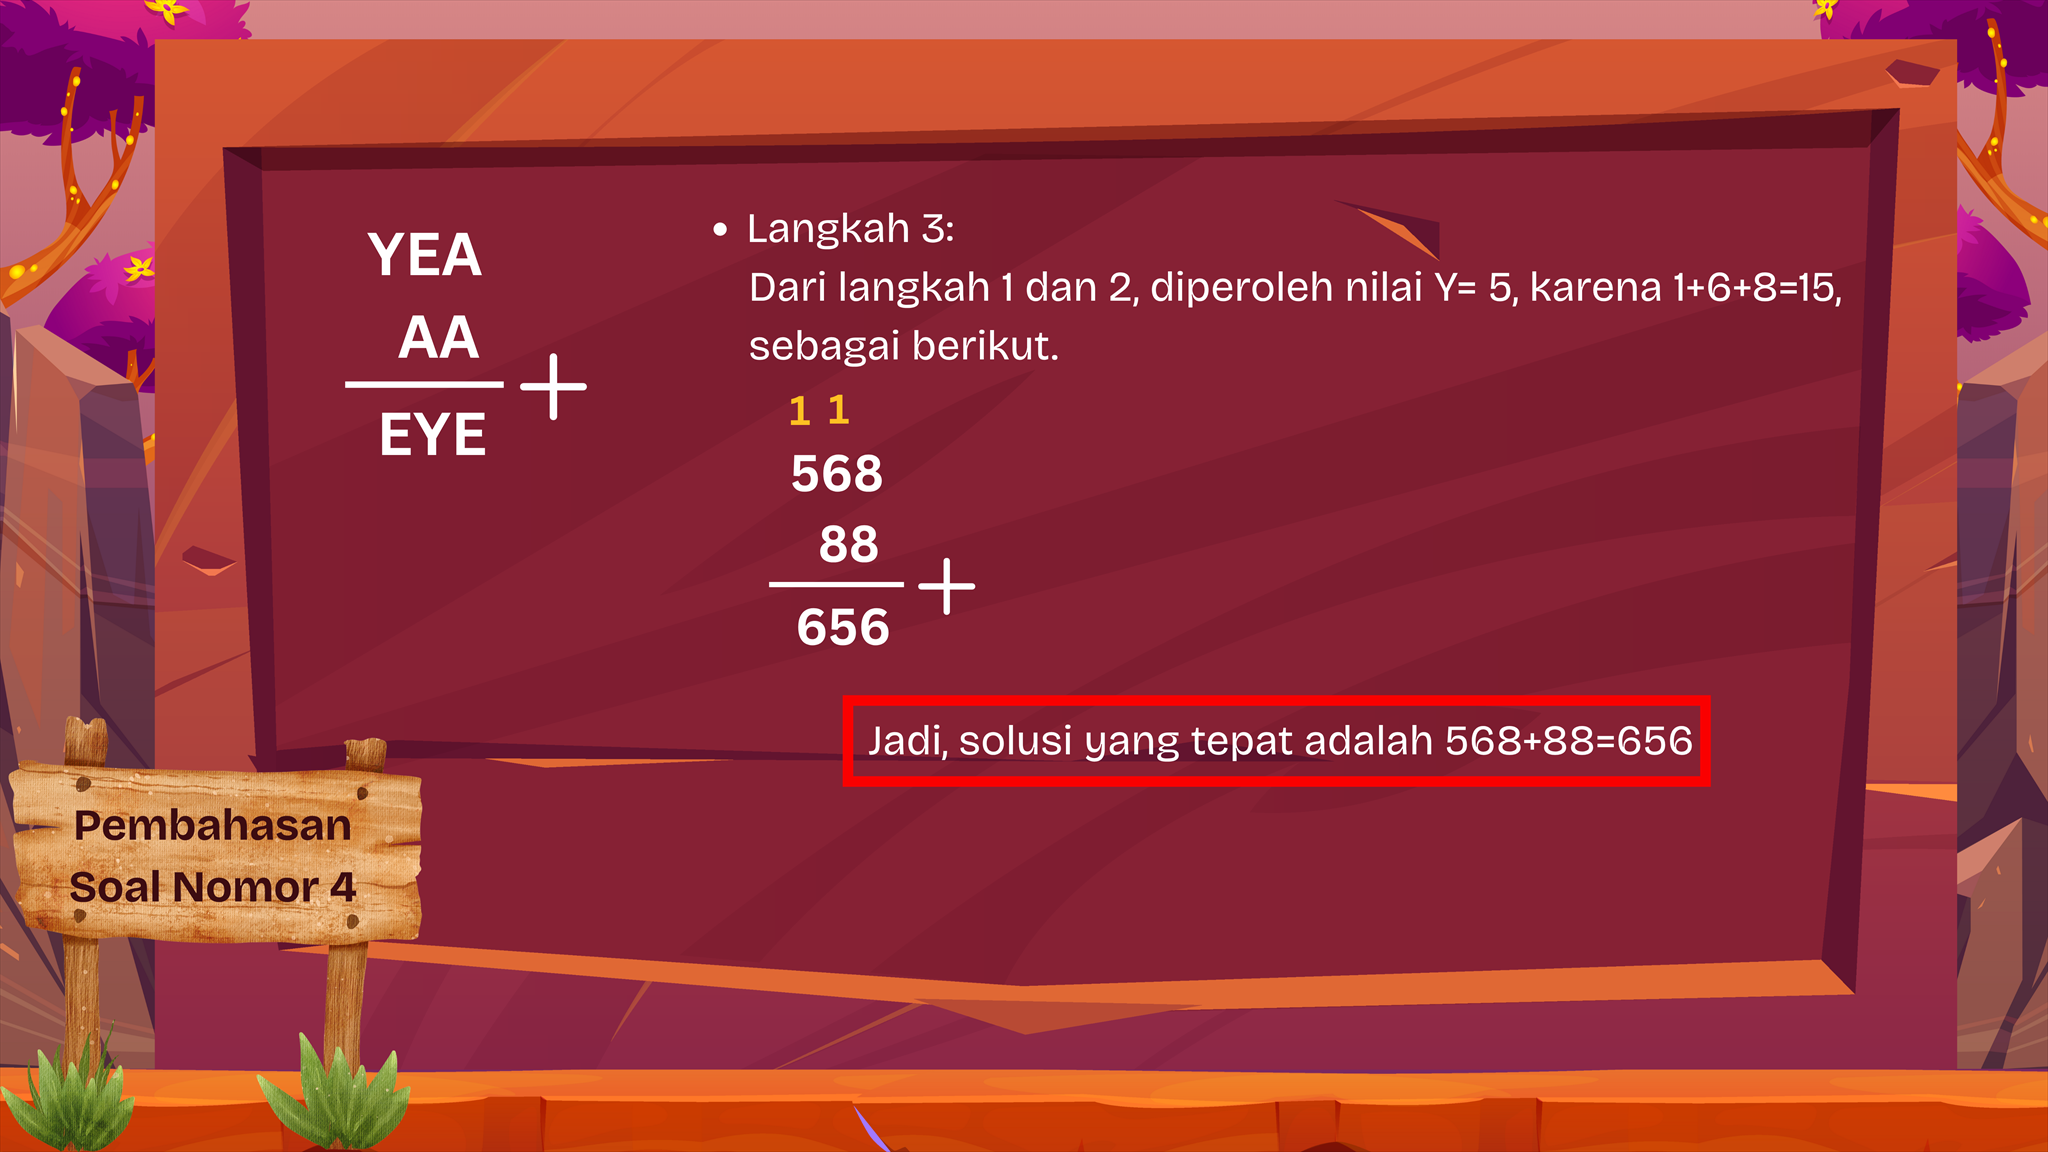 YEA
AA
+
EYE
• Langkah 3:
Dari langkah 1 dan 2, diperoleh nilai Y= 5, karena 1+6+8=15,
sebagai berikut.
1 1
568
88
+
656
Jadi, solusi yang tepat adalah 568+88=656
Pembahasan
Soal Nomor 4